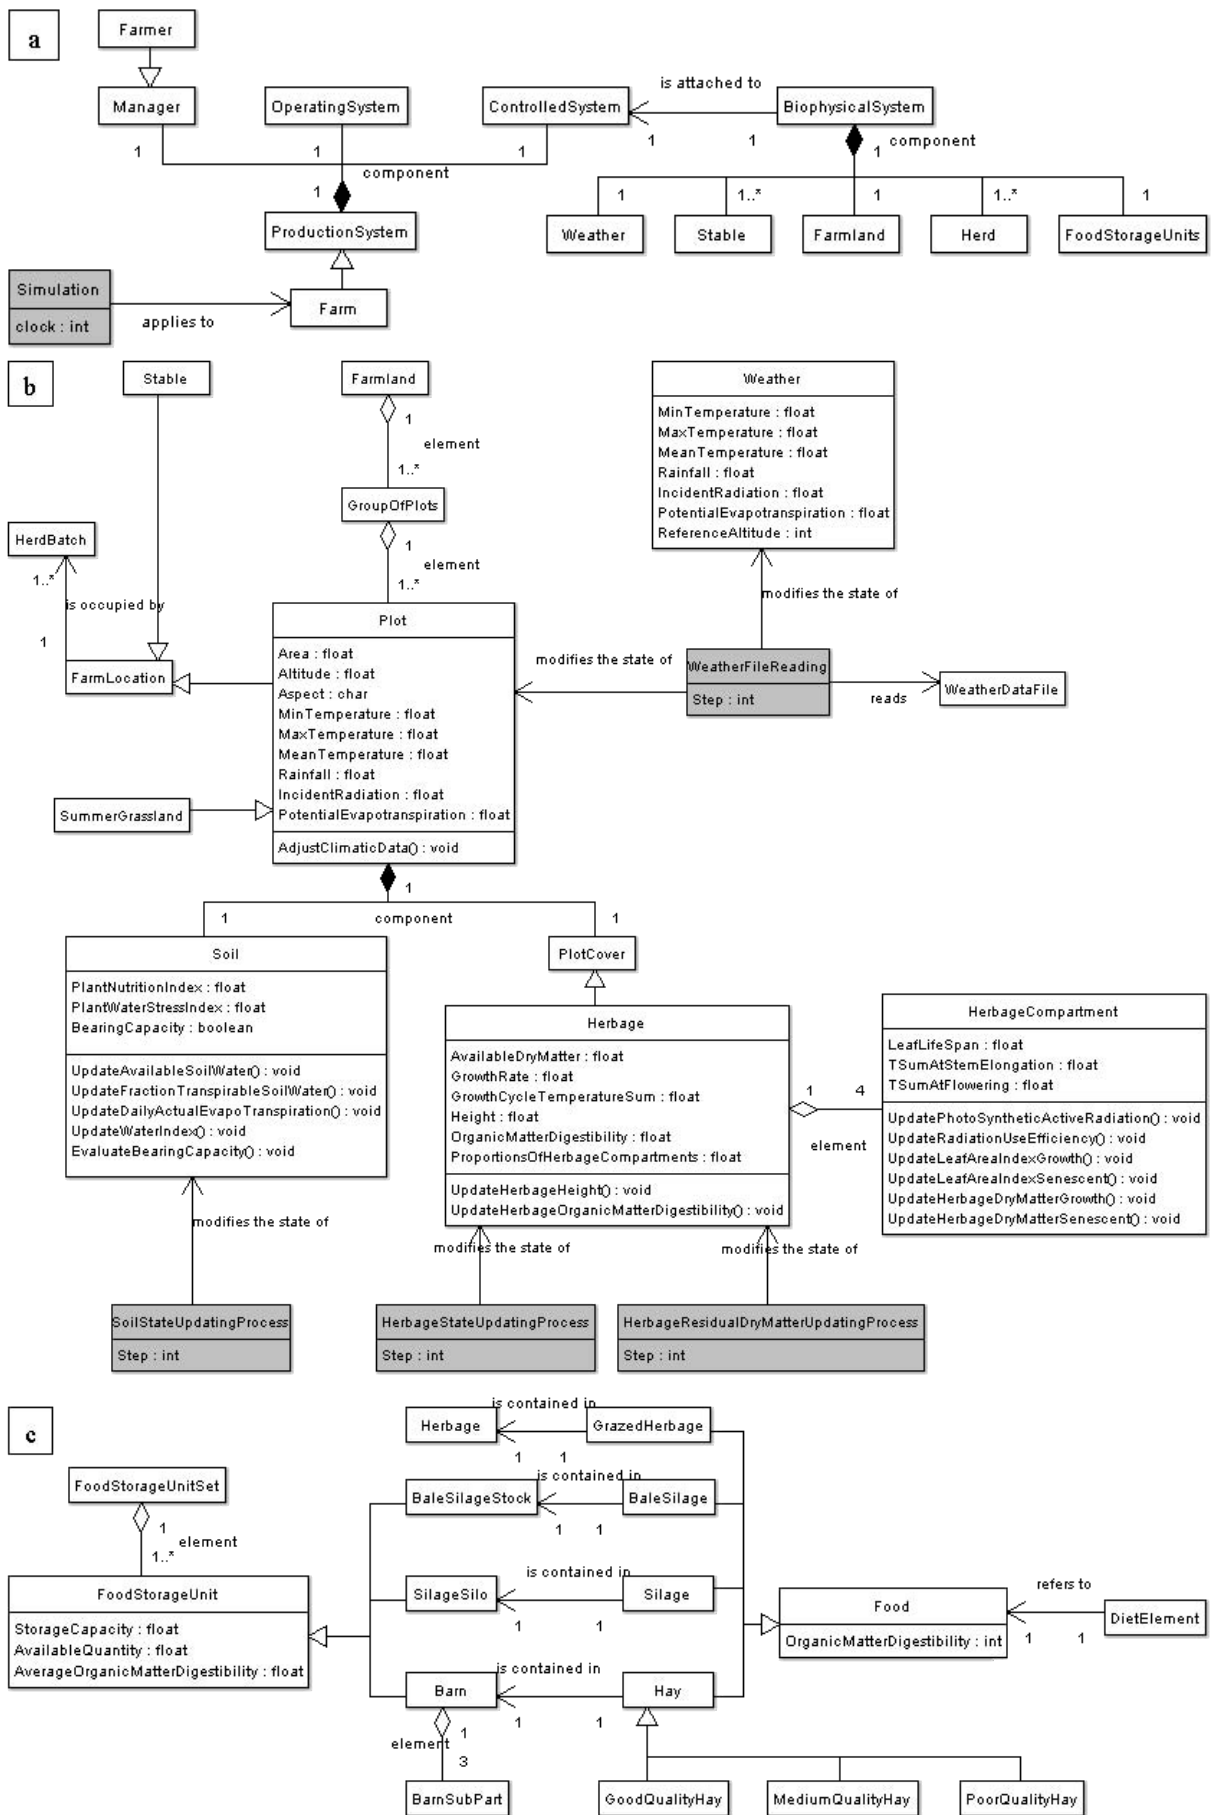 a
Farmer
Manager
OperatingSystem
ControlledSystem
is attached to
BiophysicalSystem
1
1
1
1
1
1
component
component
1
ProductionSystem
1
1..*
1
1..*
1
Weather
Stable
Farmland
Herd
FoodStorageUnits
Simulation
clock : int
applies to
Farm
b
Stable
Farmland
1
element
1..*
GroupOfPlots
1
element
1..*
Weather
MinTemperature : float
MaxTemperature : float
MeanTemperature : float
Rainfall : float
IncidentRadiation : float
PotentialEvapotranspiration : float
ReferenceAltitude : int
HerdBatch
1..*
is occupied by
1
FarmLocation
modifies the state of
Plot
Area : float
Altitude : float
Aspect : char
MinTemperature : float
MaxTemperature : float
MeanTemperature : float
Rainfall : float
IncidentRadiation : float
PotentialEvapotranspiration : float
AdjustClimaticData() : void
modifies the state of
WeatherFileReading
Step : int
reads
WeatherDataFile
SummerGrassland
1
1
component
1
Soil
PlantNutritionIndex : float
PlantWaterStressIndex : float
BearingCapacity : boolean
UpdateAvailableSoilWater() : void
UpdateFractionTranspirableSoilWater() : void
UpdateDailyActualEvapoTranspiration() : void
UpdateWaterIndex() : void
EvaluateBearingCapacity() : void
PlotCover
Herbage
AvailableDryMatter : float
GrowthRate : float
GrowthCycleTemperatureSum : float
Height : float
OrganicMatterDigestibility : float
ProportionsOfHerbageCompartments : float
UpdateHerbageHeight() : void
UpdateHerbageOrganicMatterDigestibility() : void
1
4
element
HerbageCompartment
LeafLifeSpan : float
TSumAtStemElongation : float
TSumAtFlowering : float
UpdatePhotoSyntheticActiveRadiation() : void
UpdateRadiationUseEfficiency() : void
UpdateLeafAreaIndexGrowth() : void
UpdateLeafAreaIndexSenescent() : void
UpdateHerbageDryMatterGrowth() : void
UpdateHerbageDryMatterSenescent() : void
modifies the state of
modifies the state of
modifies the state of
SoilStateUpdatingProcess
Step : int
HerbageStateUpdatingProcess
Step : int
HerbageResidualDryMatterUpdatingProcess
Step : int
c
is contained in
Herbage
GrazedHerbage
1
1
FoodStorageUnitSet
1
element
1..*
is contained in
BaleSilageStock
BaleSilage
1
1
FoodStorageUnit
StorageCapacity : float
AvailableQuantity : float
AverageOrganicMatterDigestibility : float
is contained in
SilageSilo
Silage
1
1
Food
OrganicMatterDigestibility : int
refers to
1
1
DietElement
is contained in
Barn
Hay
1
1
1
element
3
BarnSubPart
GoodQualityHay
MediumQualityHay
PoorQualityHay